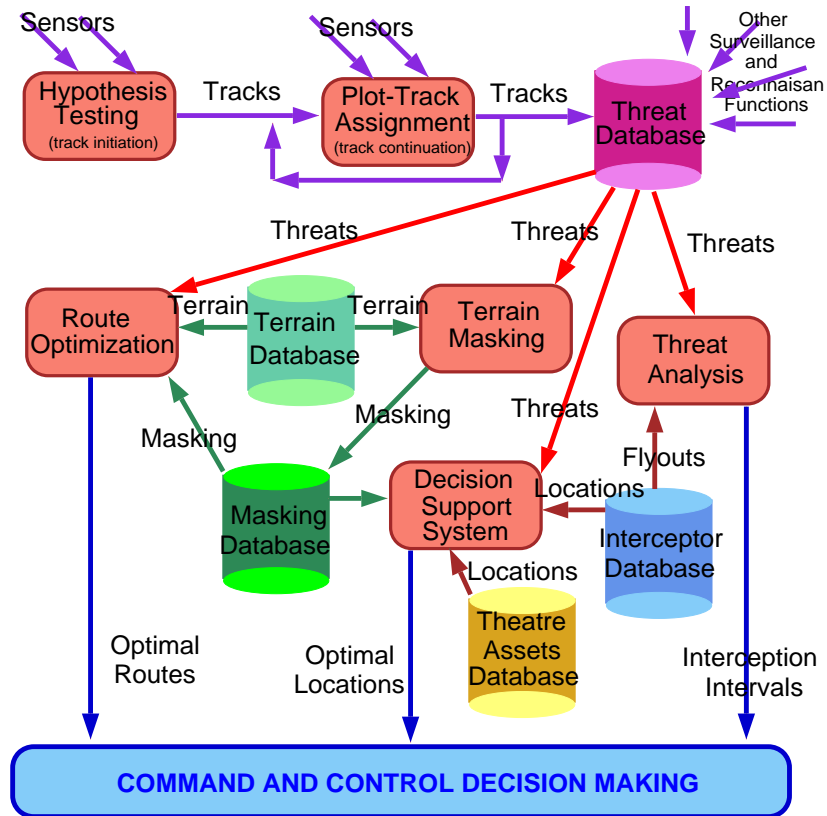 Sensors
Sensors
Other
Surveillance
and
Reconnaisan
Functions
Hypothesis
Testing
(track initiation)
Tracks
Plot-Track
Assignment
(track continuation)
Tracks
Threat
Database
Threats
Threats
Threats
Route
Optimization
Terrain
Terrain
Database
Terrain
Terrain
Masking
Threat
Analysis
Masking
Masking
Threats
Flyouts
Masking
Database
Decision
Support
System
Locations
Interceptor
Database
Locations
Theatre
Assets
Database
Optimal
Routes
Optimal
Locations
Interception
Intervals
COMMAND AND CONTROL DECISION MAKING